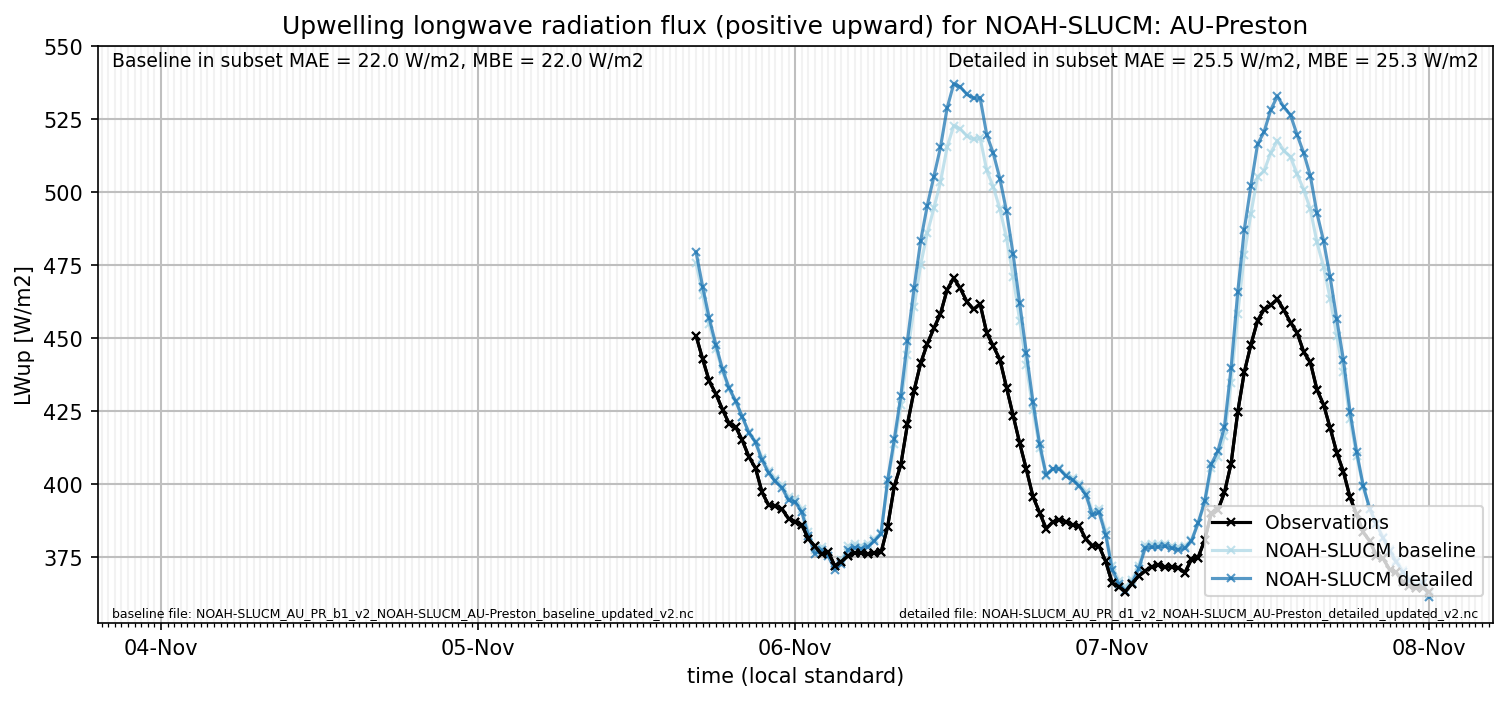 Upwelling longwave radiation flux (positive upward) for NOAH-SLUCM: AU-Preston
Baseline in subset MAE = 22.0 W/m2, MBE = 22.0 W/m2
Detailed in subset MAE = 25.5 W/m2, MBE = 25.3 W/m2
550
525
500
475
450
425
400
375
LWup [W/m2]
Observations
NOAH-SLUCM baseline
NOAH-SLUCM detailed
baseline file: NOAH-SLUCM_AU_PR_b1_v2_NOAH-SLUCM_AU-Preston_baseline_updated_v2.nc
detailed file: NOAH-SLUCM_AU_PR_d1_v2_NOAH-SLUCM_AU-Preston_detailed_updated_v2.nc
04-Nov
05-Nov
06-Nov
07-Nov
08-Nov
time (local standard)